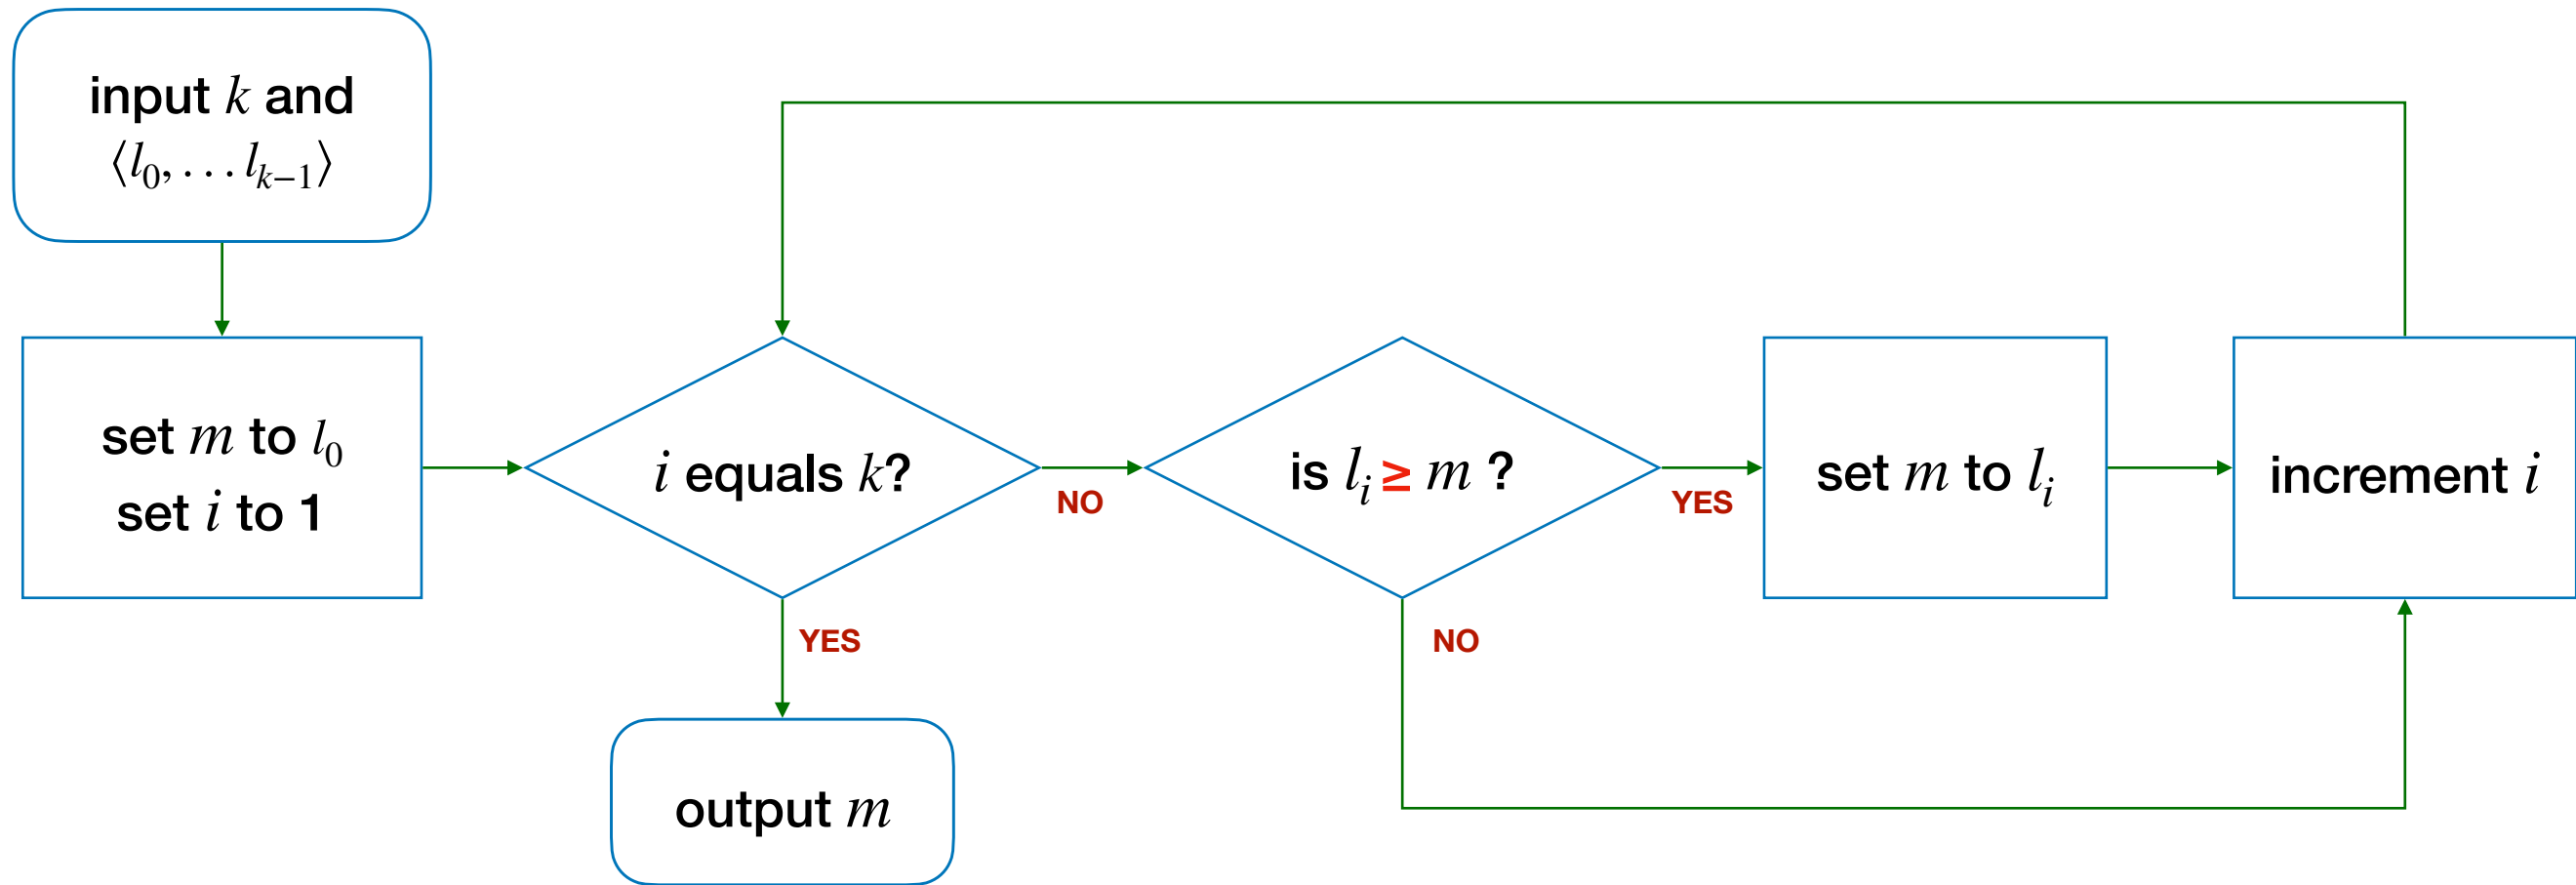 input k and
⟨l₀, … lₖ₋₁⟩
set m to l₀
set i to 1
i equals k?
NO
YES
is lᵢ ≥ m ?
YES
NO
set m to lᵢ
increment i
output m